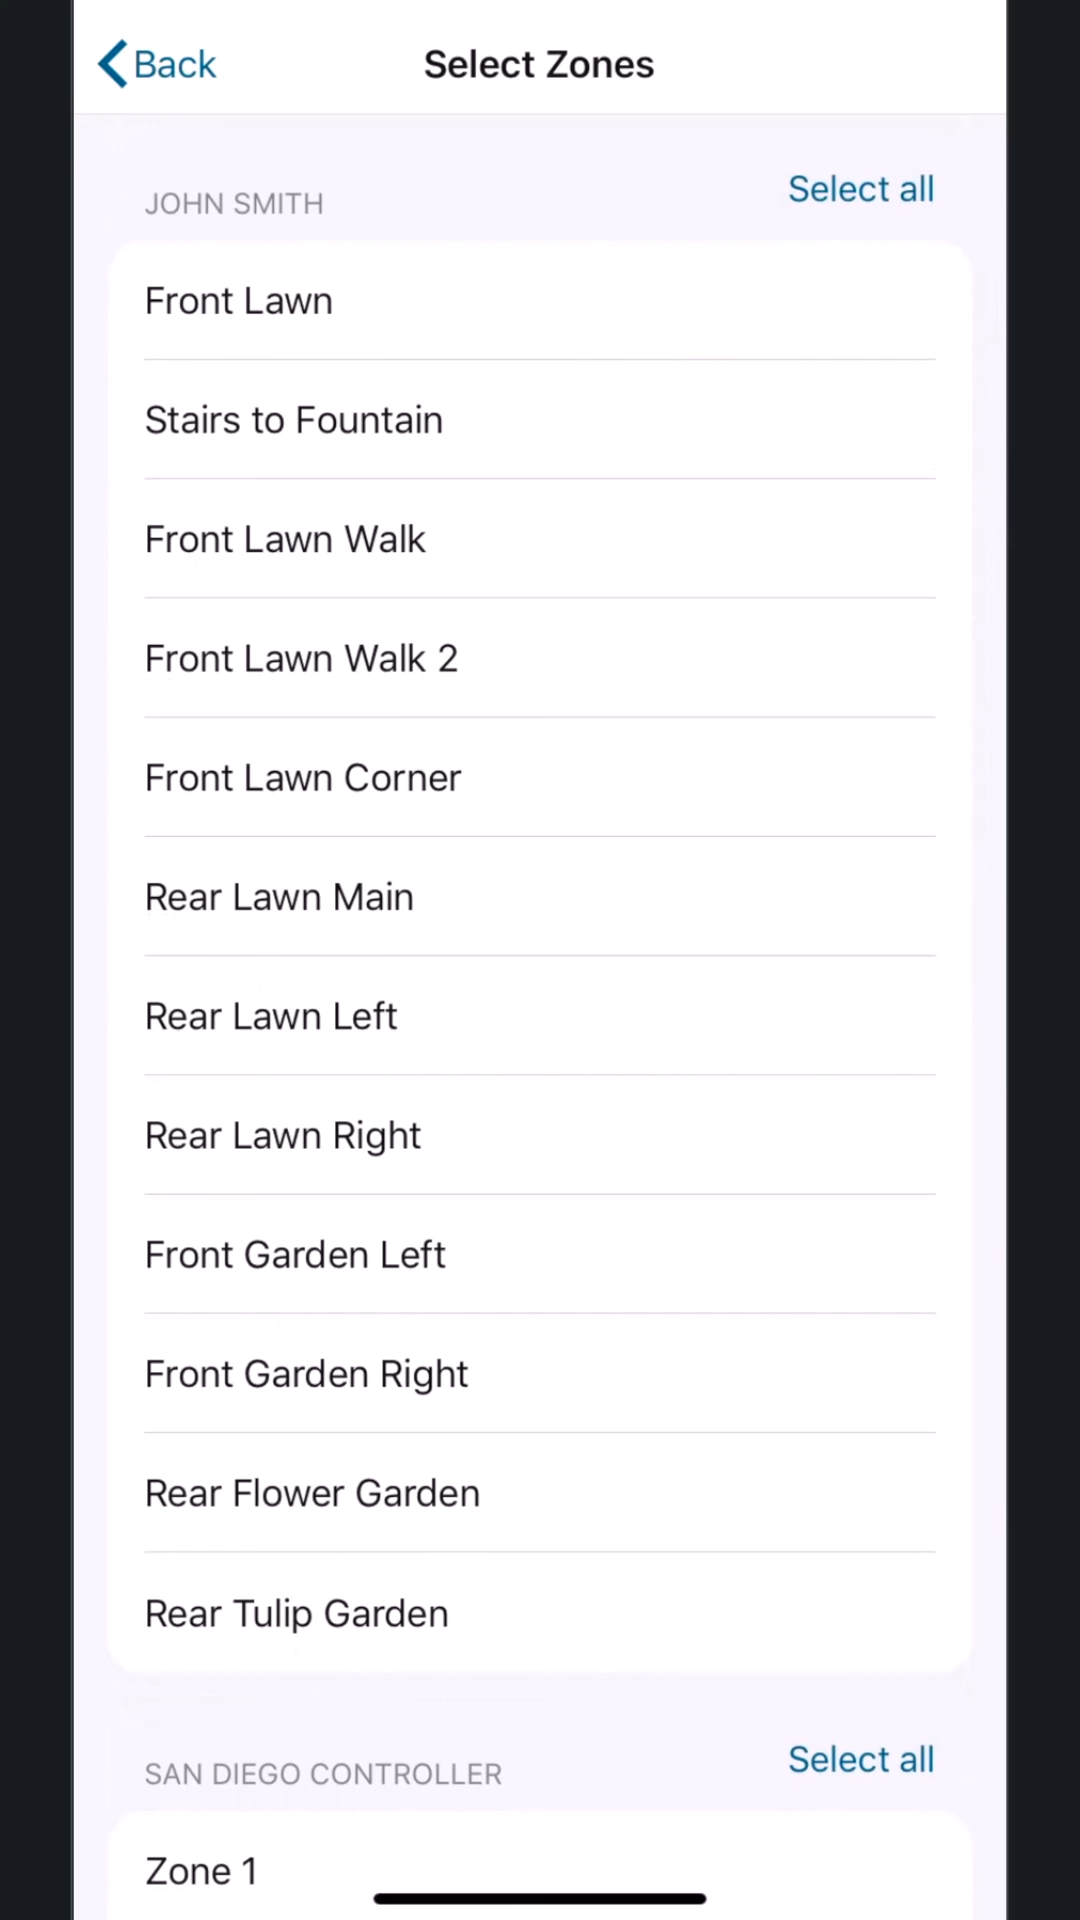 Back
Select Zones
JOHN SMITH
Select all
Front Lawn
Stairs to Fountain
Front Lawn Walk
Front Lawn Walk 2
Front Lawn Corner
Rear Lawn Main
Rear Lawn Left
Rear Lawn Right
Front Garden Left
Front Garden Right
Rear Flower Garden
Rear Tulip Garden
SAN DIEGO CONTROLLER
Select all
Zone 1